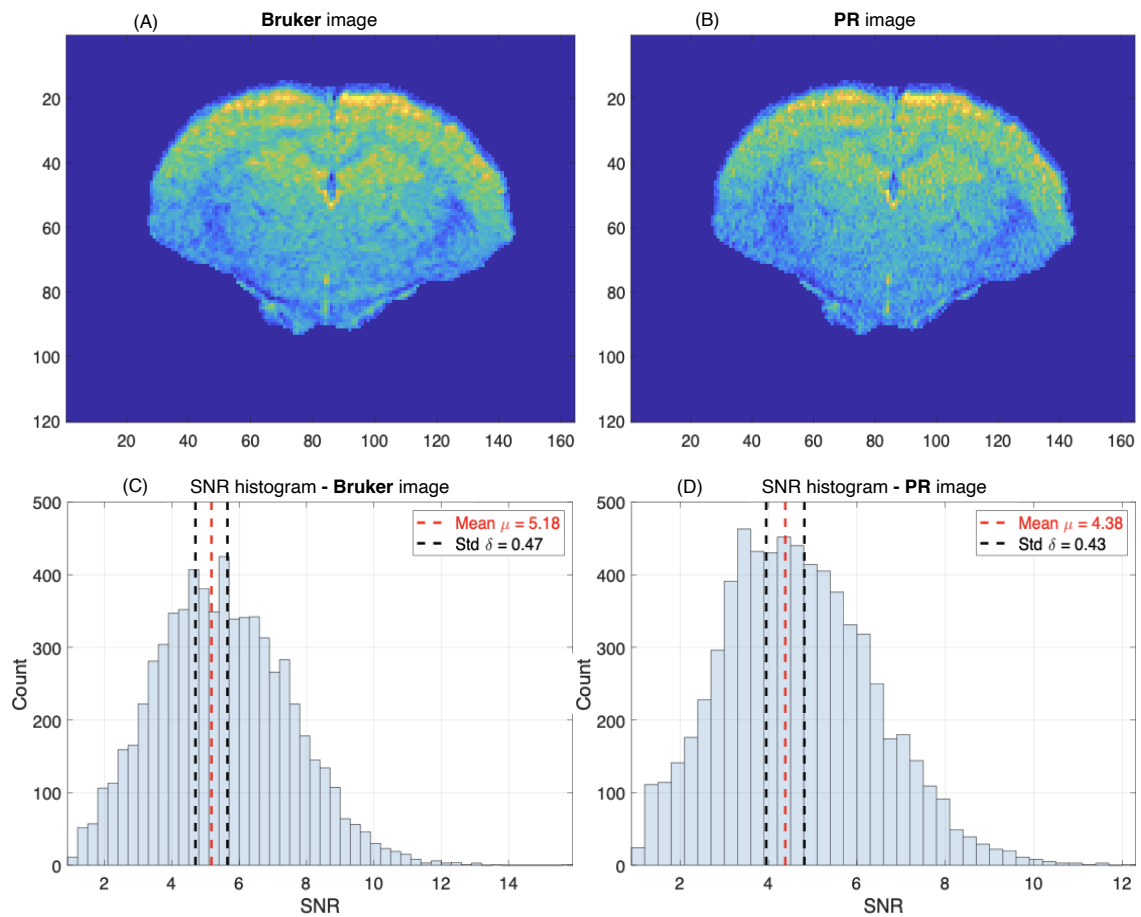 (A) Bruker image
(B) PR image
20
40
60
80
100
120
20 40 60 80 100 120 140 160
20
40
60
80
100
120
20 40 60 80 100 120 140 160
(C) SNR histogram - Bruker image
500
400
300
200
100
0
Count
Mean μ = 5.18
Std δ = 0.47
2 4 6 8 10 12 14
SNR
(D) SNR histogram - PR image
500
400
300
200
100
0
Count
Mean μ = 4.38
Std δ = 0.43
2 4 6 8 10 12
SNR